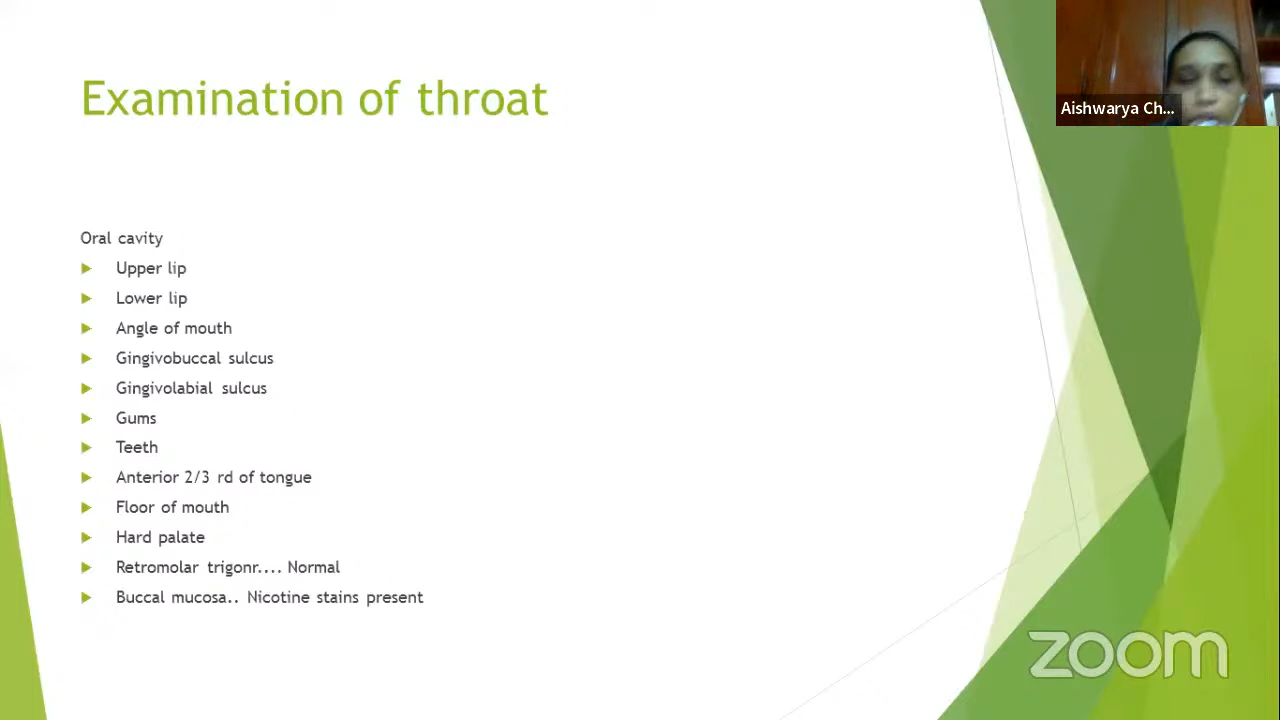 Examination of throat
Aishwarya Ch...
Oral cavity
Upper lip
Lower lip
Angle of mouth
Gingivobuccal sulcus
Gingivolabial sulcus
Gums
Teeth
Anterior 2/3 rd of tongue
Floor of mouth
Hard palate
Retromolar trigonr.... Normal
Buccal mucosa.. Nicotine stains present
zoom